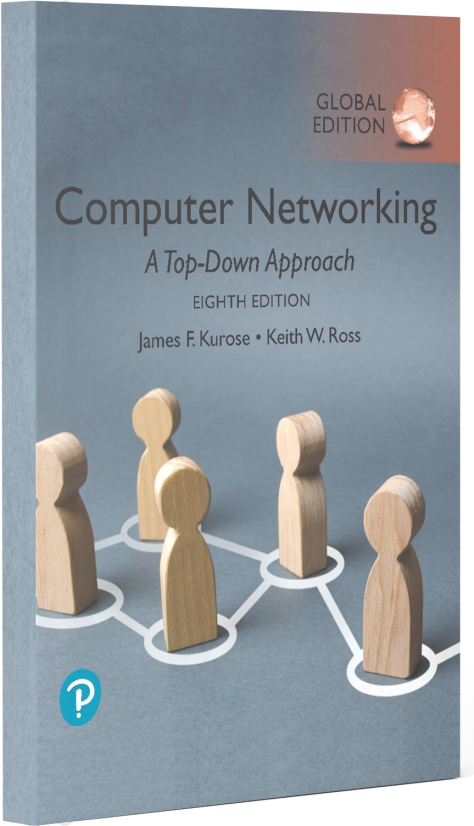 GLOBAL
EDITION
Computer Networking
A Top-Down Approach
EIGHTH EDITION
James F. Kurose • Keith W. Ross
P